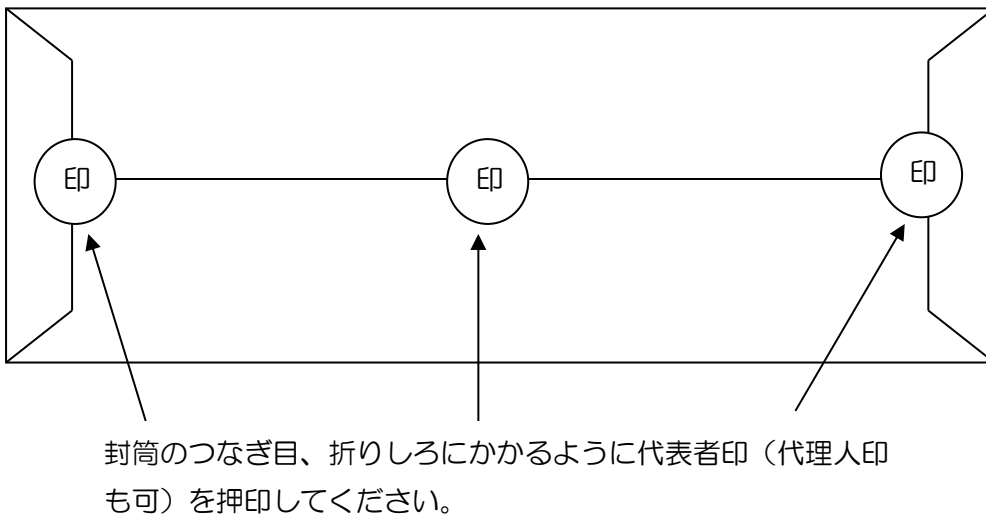 印 印 印
封筒のつなぎ目、折りしろにかかるように代表者印（代理人印
も可）を押印してください。